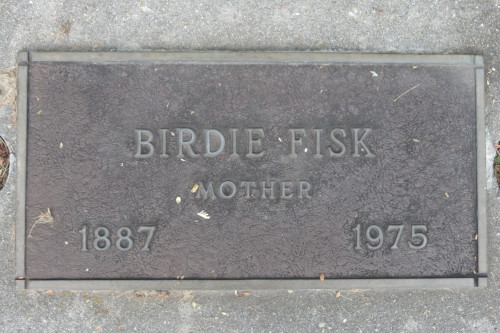 BIRDIE FISK
MOTHER
1887 1975